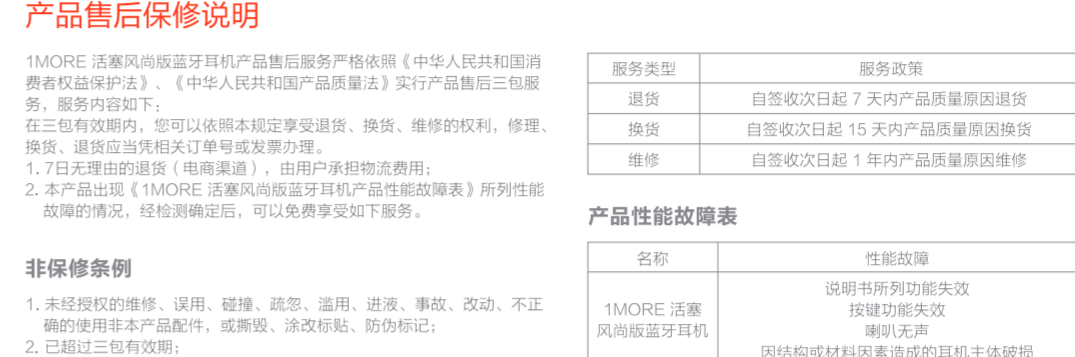 产品售后保修说明
1MORE 活塞风尚版蓝牙耳机产品售后服务严格依照《中华人民共和国消
费者权益保护法》、《中华人民共和国产品质量法》实行产品售后三包服
务，服务内容如下：
在三包有效期内，您可以依照本规定享受退货、换货、维修的权利，修理、
换货、退货应当凭相关订单号或发票办理。
1. 7日无理由的退货（电商渠道），由用户承担物流费用；
2. 本产品出现《1MORE 活塞风尚版蓝牙耳机产品性能故障表》所列性能
故障的情况，经检测确定后，可以免费享受如下服务。
非保修条例
1. 未经授权的维修、误用、碰撞、疏忽、滥用、进液、事故、改动、不正
确的使用非本产品配件，或撕毁、涂改标贴、防伪标记；
2. 已超过三包有效期；
服务类型 服务政策
退货 自签收次日起 7 天内产品质量原因退货
换货 自签收次日起 15 天内产品质量原因换货
维修 自签收次日起 1 年内产品质量原因维修
产品性能故障表
名称 性能故障
1MORE 活塞
风尚版蓝牙耳机
说明书所列功能失效
按键功能失效
喇叭无声
因结构或材料因素造成的耳机主体破损